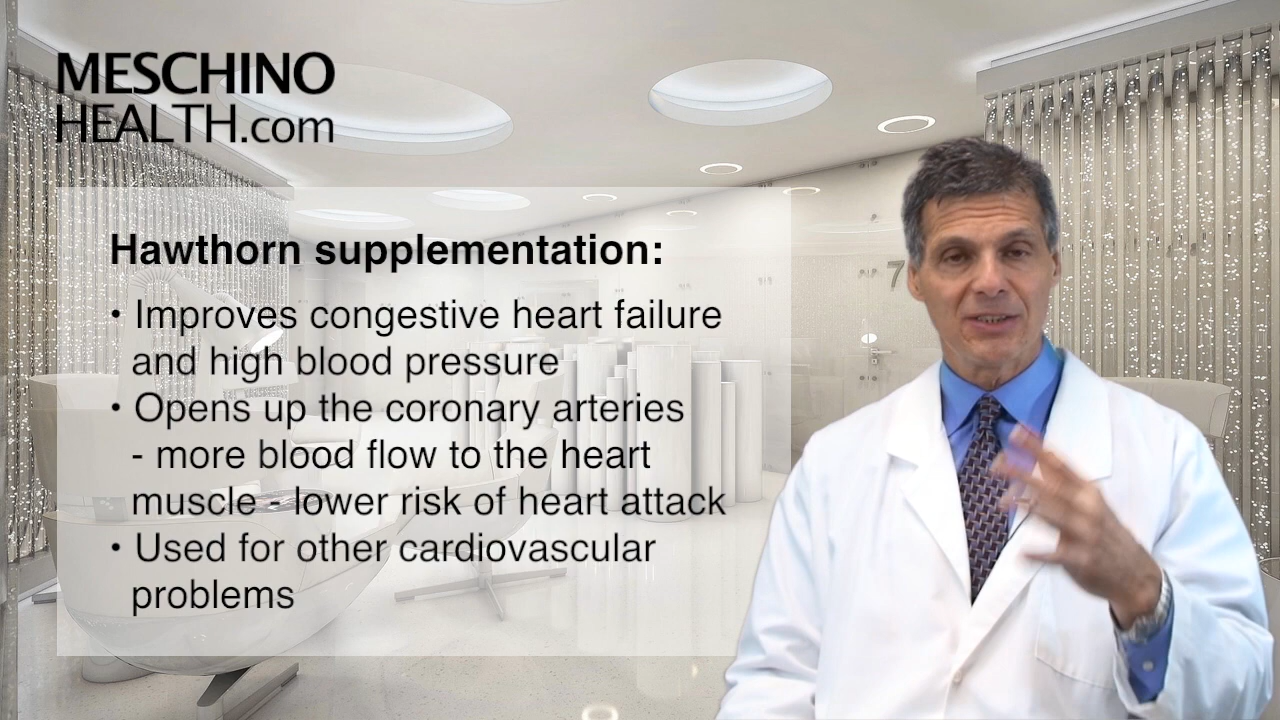 MESCHINO
HEALTH.com
Hawthorn supplementation:
• Improves congestive heart failure
and high blood pressure
• Opens up the coronary arteries
- more blood flow to the heart
muscle - lower risk of heart attack
• Used for other cardiovascular
problems
7